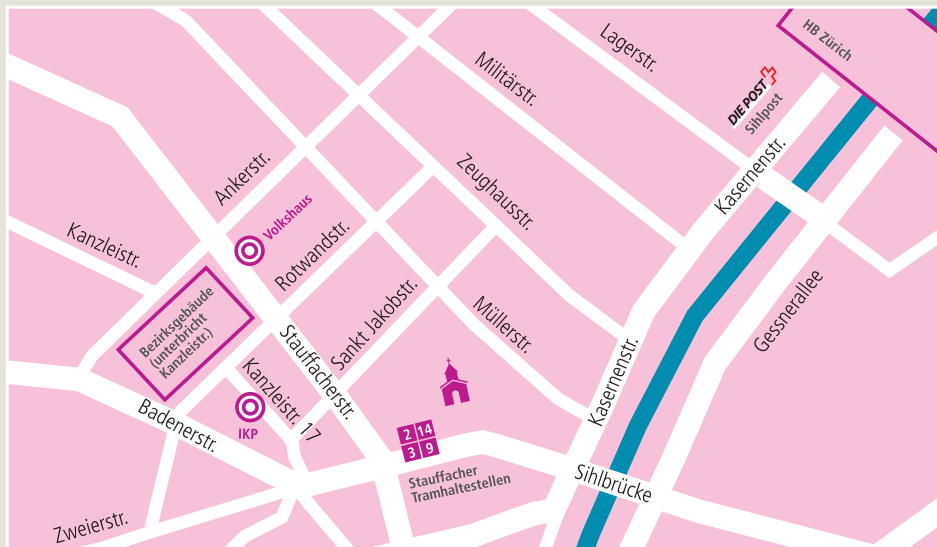 HB Zürich
Lagerstr.
Militärstr.
DIE POST
Sihlpost
Kasernenstr.
Ankerstr.
Volkshaus
Zeughausstr.
Kanzleistr.
Rotwandstr.
Bezirksgebäude
(unterbricht
Kanzleistr.)
Sankt Jakobstr.
Müllerstr.
Gessnerallee
Stauffacherstr.
Kasernenstr.
Kanzleistr. 17
IKP
Badenerstr.
2 14
3 9
Stauffacher
Tramhaltestellen
Sihlbrücke
Zweierstr.